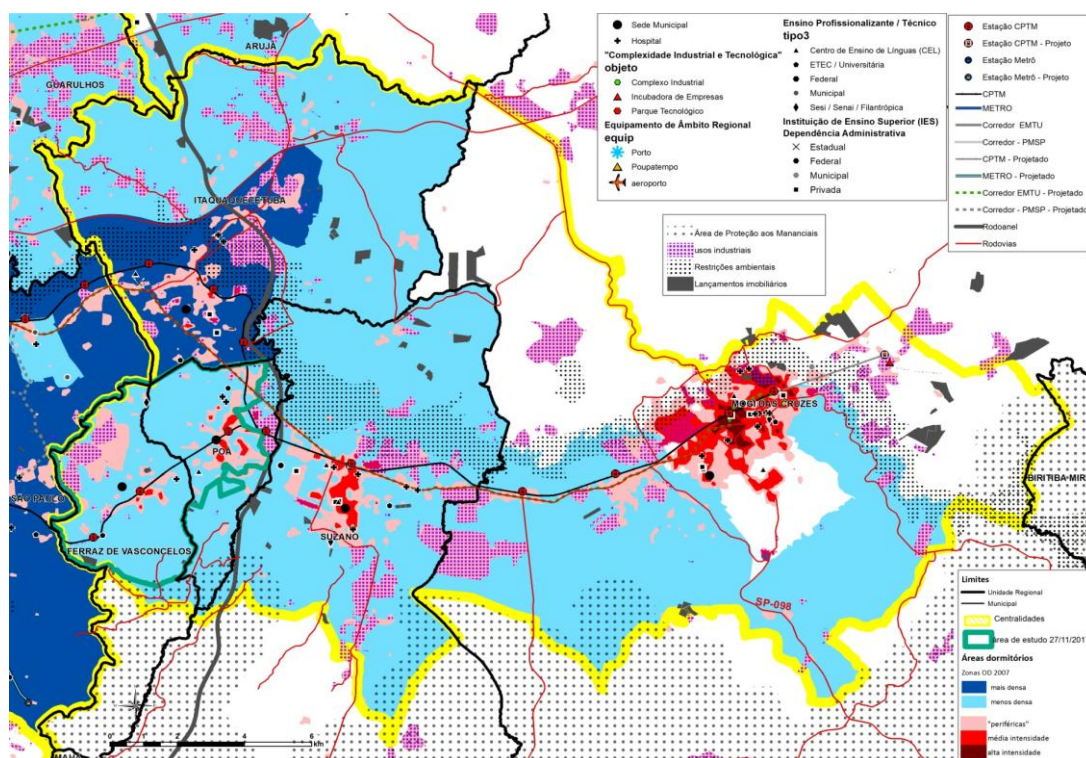 Sede Municipal
Hospital
"Complexidade Industrial e Tecnológica"
objeto
Complexo Industrial
Incubadora de Empresas
Parque Tecnológico
Equipamento de Âmbito Regional
equip
Porto
Poupatempo
aeroporto
Ensino Profissionalizante / Técnico
tipo3
Centro de Ensino de Línguas (CEL)
ETEC / Universitária
Federal
Municipal
Sesi / Senai / Filantrópica
Instituição de Ensino Superior (IES)
Dependência Administrativa
Estadual
Federal
Municipal
Privada
Estação CPTM
Estação CPTM - Projeto
Estação Metrô
Estação Metrô - Projeto
CPTM
METRO
Corredor EMTU
Corredor - PMSP
CPTM - Projetado
METRO - Projetado
Corredor EMTU - Projetado
Corredor - PMSP - Projetado
Rodoanel
Rodovias
Área de Proteção aos Mananciais
usos industriais
Restrições ambientais
Lançamentos imobiliários
ARUJÁ
GUARULHOS
ITAQUAQUECETUBA
MOGI DAS CRUZES
BIRITIBA-MIR
POÁ
SÃO PAULO
SUZANO
FERRAZ DE VASCONCELOS
SP-098
MAUÁ
0 2 4 6
km
Limites
Unidade Regional
Municipal
Centralidades
área de estudo 27/11/201
Áreas dormitórios
Zonas OD 2007
mais densa
menos densa
"periféricas"
média intensidade
alta intensidade